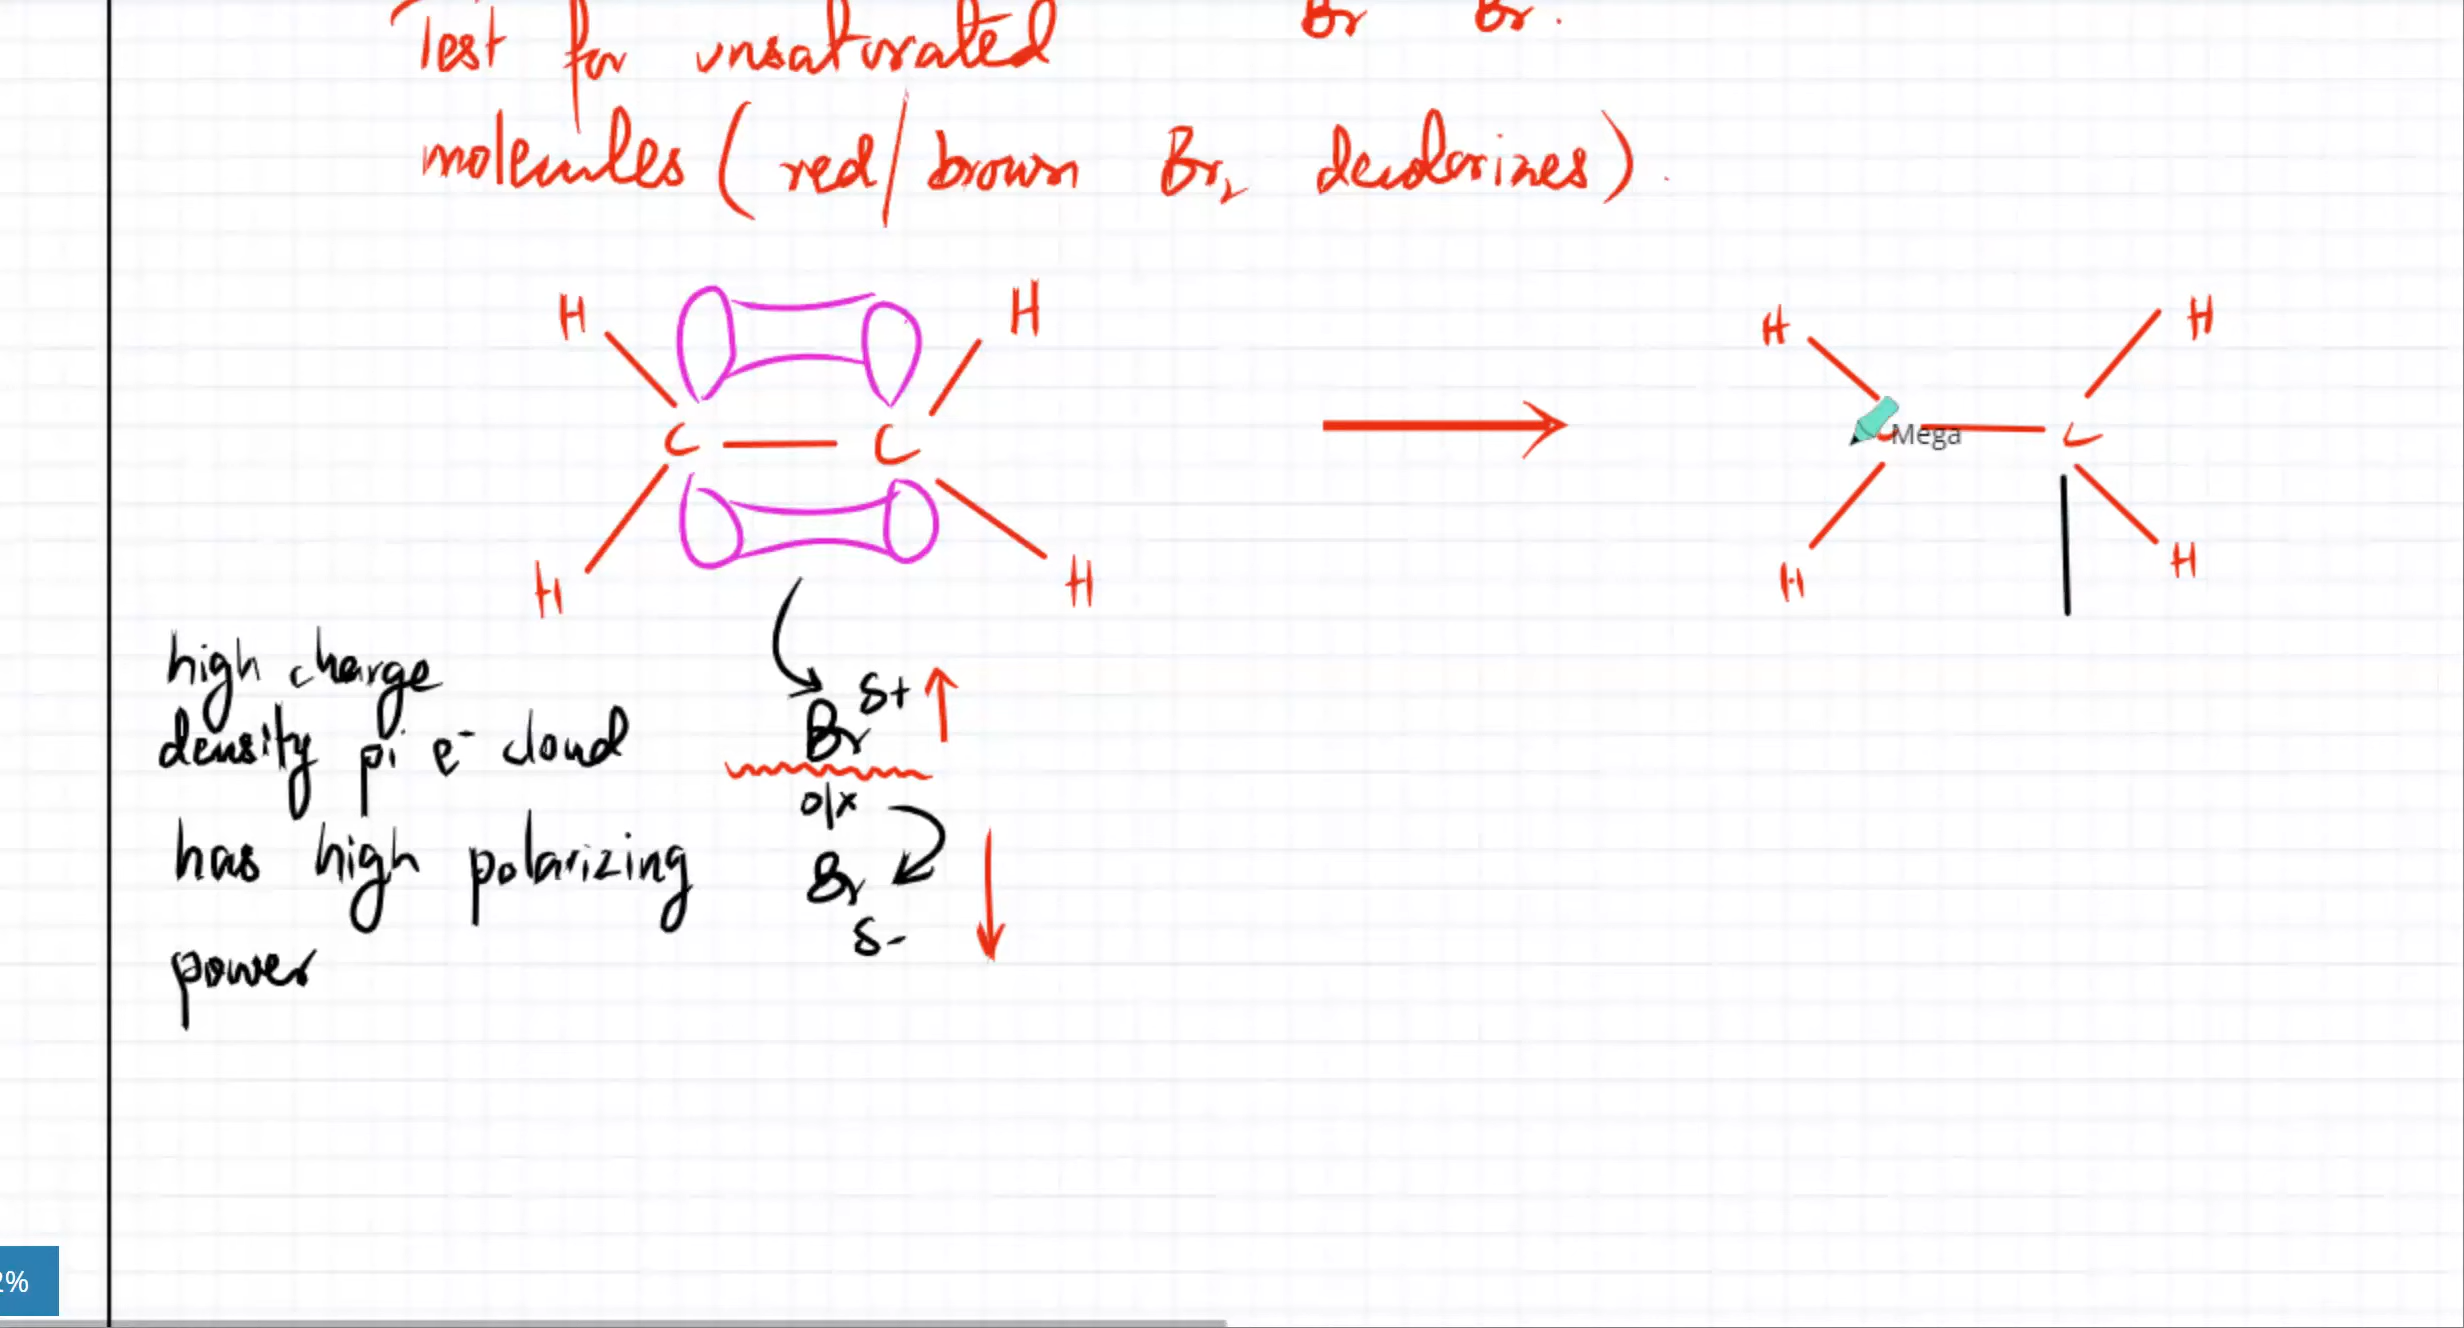 Test for unsaturated
Br Br.
molecules (red/brown Br2 decolorizes).
H H
C C
H H
H H
C Mega C
H H
high charge
density pi e- cloud
has high polarizing
power
δ+
Br
o|x
Br
δ-
2%